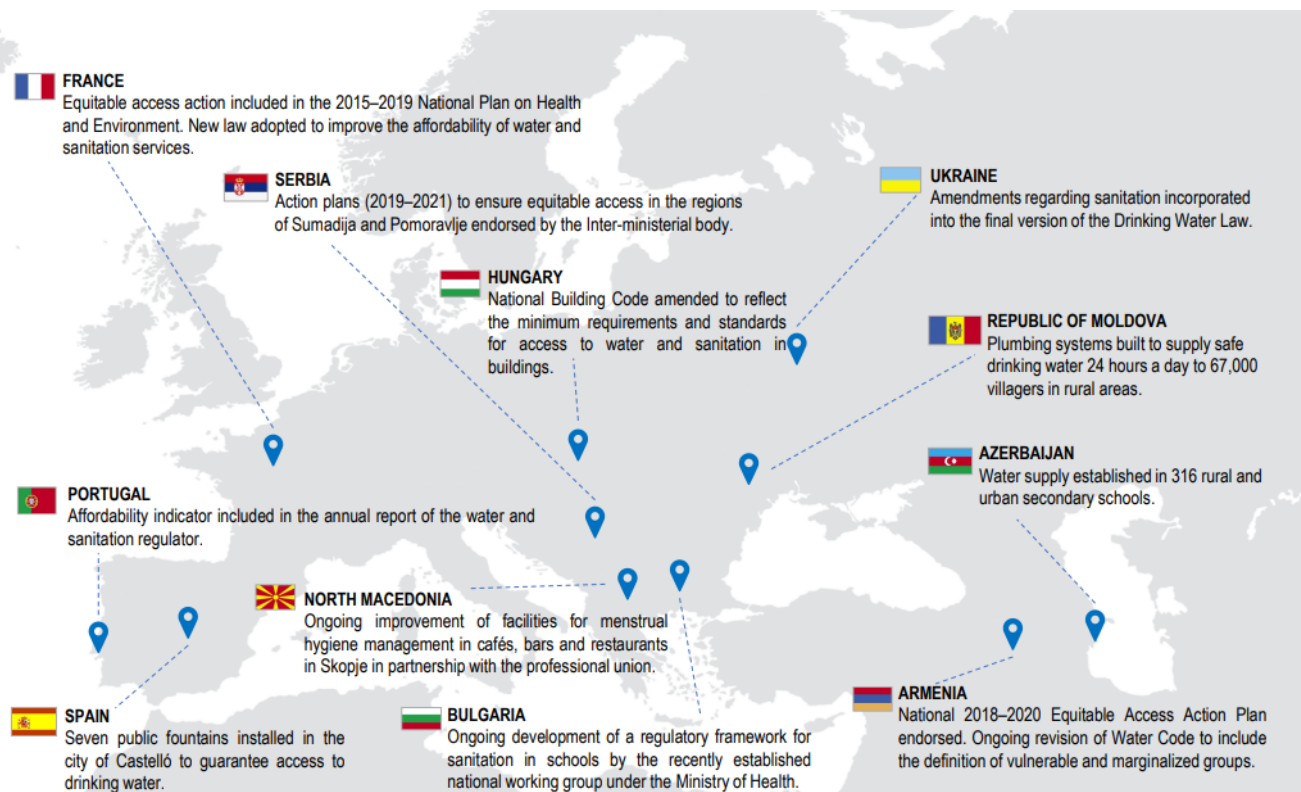 FRANCE
Equitable access action included in the 2015–2019 National Plan on Health
and Environment. New law adopted to improve the affordability of water and
sanitation services.
SERBIA
Action plans (2019–2021) to ensure equitable access in the regions
of Sumadija and Pomoravlje endorsed by the Inter-ministerial body.
UKRAINE
Amendments regarding sanitation incorporated
into the final version of the Drinking Water Law.
HUNGARY
National Building Code amended to reflect
the minimum requirements and standards
for access to water and sanitation in
buildings.
REPUBLIC OF MOLDOVA
Plumbing systems built to supply safe
drinking water 24 hours a day to 67,000
villagers in rural areas.
AZERBAIJAN
Water supply established in 316 rural and
urban secondary schools.
PORTUGAL
Affordability indicator included in the annual report of the water and
sanitation regulator.
NORTH MACEDONIA
Ongoing improvement of facilities for menstrual
hygiene management in cafés, bars and restaurants
in Skopje in partnership with the professional union.
SPAIN
Seven public fountains installed in the
city of Castelló to guarantee access to
drinking water.
BULGARIA
Ongoing development of a regulatory framework for
sanitation in schools by the recently established
national working group under the Ministry of Health.
ARMENIA
National 2018–2020 Equitable Access Action Plan
endorsed. Ongoing revision of Water Code to include
the definition of vulnerable and marginalized groups.